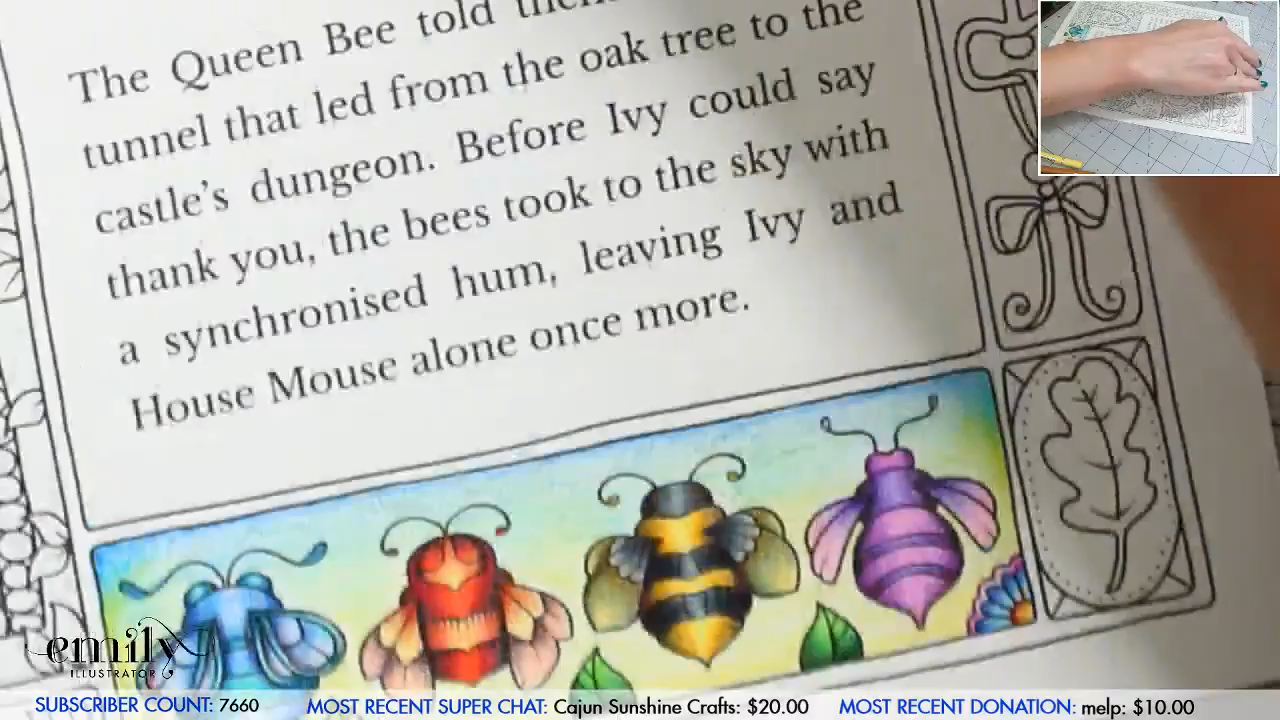 The Queen Bee told
tunnel that led from the oak tree to the
castle's dungeon. Before Ivy could say
thank you, the bees took to the sky with
a synchronised hum, leaving Ivy and
House Mouse alone once more.
emily
ILLUSTRATOR
SUBSCRIBER COUNT: 7660 MOST RECENT SUPER CHAT: Cajun Sunshine Crafts: $20.00 MOST RECENT DONATION: melp: $10.00